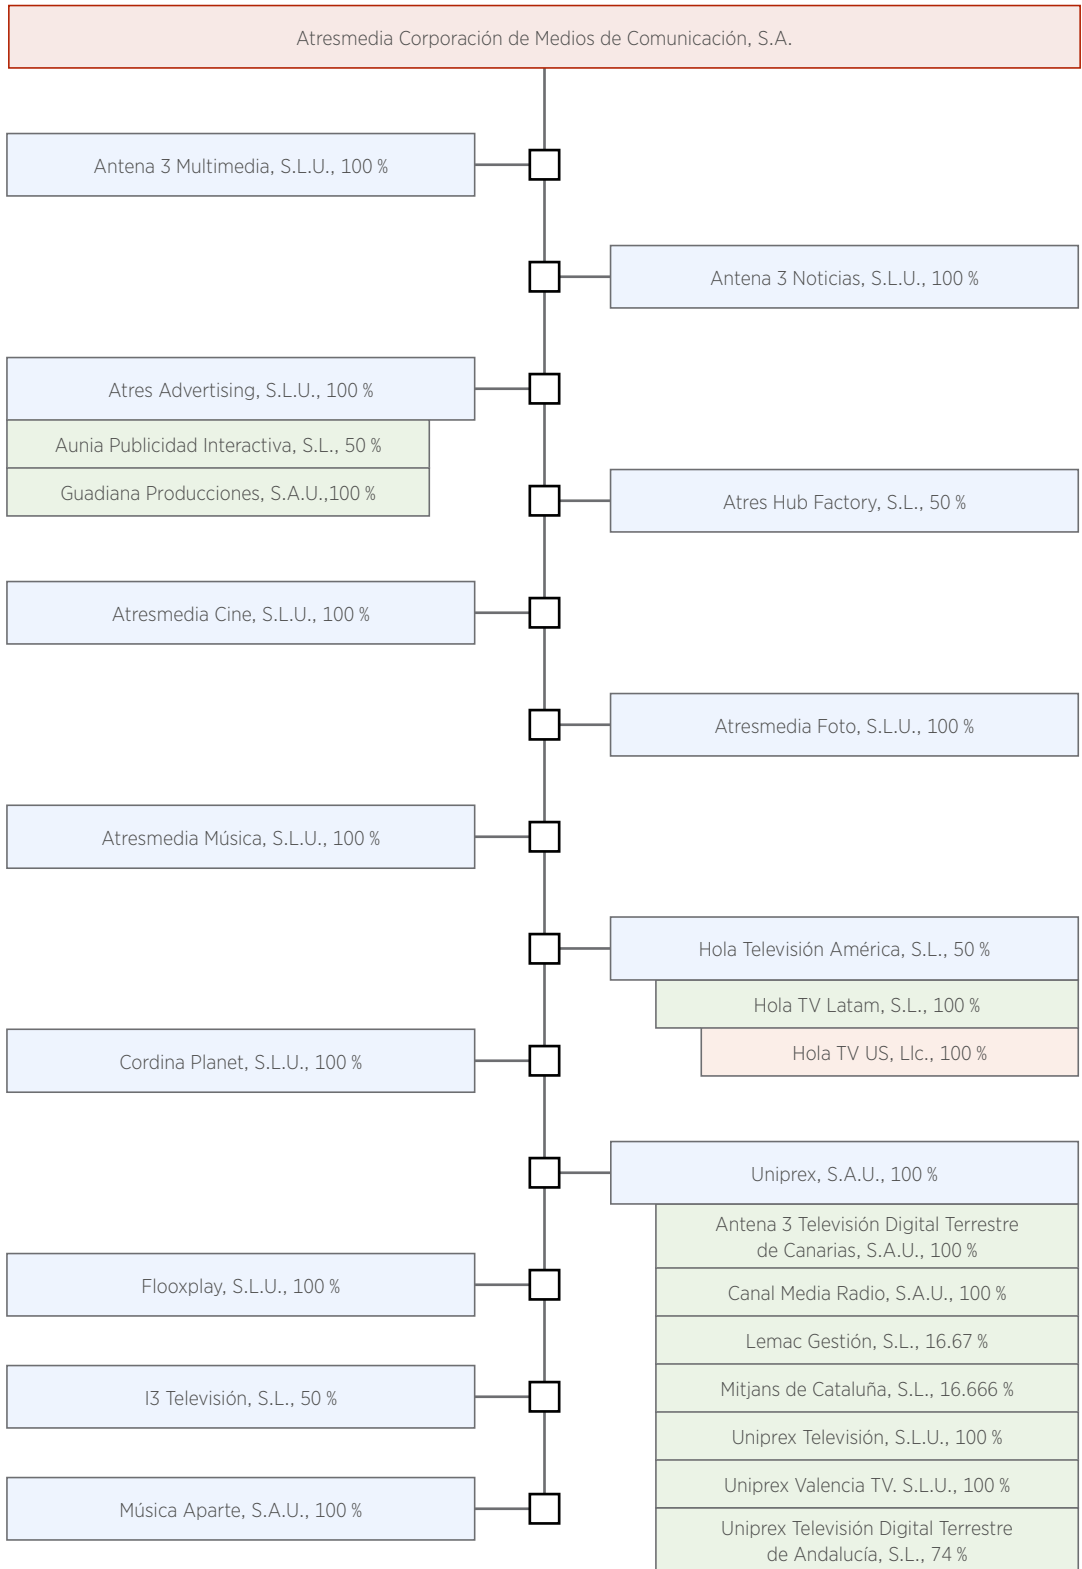 Atresmedia Corporación de Medios de Comunicación, S.A.
Antena 3 Multimedia, S.L.U., 100 %
Antena 3 Noticias, S.L.U., 100 %
Atres Advertising, S.L.U., 100 %
Aunia Publicidad Interactiva, S.L., 50 %
Guadiana Producciones, S.A.U.,100 %
Atres Hub Factory, S.L., 50 %
Atresmedia Cine, S.L.U., 100 %
Atresmedia Foto, S.L.U., 100 %
Atresmedia Música, S.L.U., 100 %
Hola Televisión América, S.L., 50 %
Hola TV Latam, S.L., 100 %
Hola TV US, Llc., 100 %
Cordina Planet, S.L.U., 100 %
Uniprex, S.A.U., 100 %
Antena 3 Televisión Digital Terrestre
de Canarias, S.A.U., 100 %
Canal Media Radio, S.A.U., 100 %
Lemac Gestión, S.L., 16.67 %
Mitjans de Cataluña, S.L., 16.666 %
Uniprex Televisión, S.L.U., 100 %
Uniprex Valencia TV. S.L.U., 100 %
Uniprex Televisión Digital Terrestre
de Andalucía, S.L., 74 %
Flooxplay, S.L.U., 100 %
I3 Televisión, S.L., 50 %
Música Aparte, S.A.U., 100 %